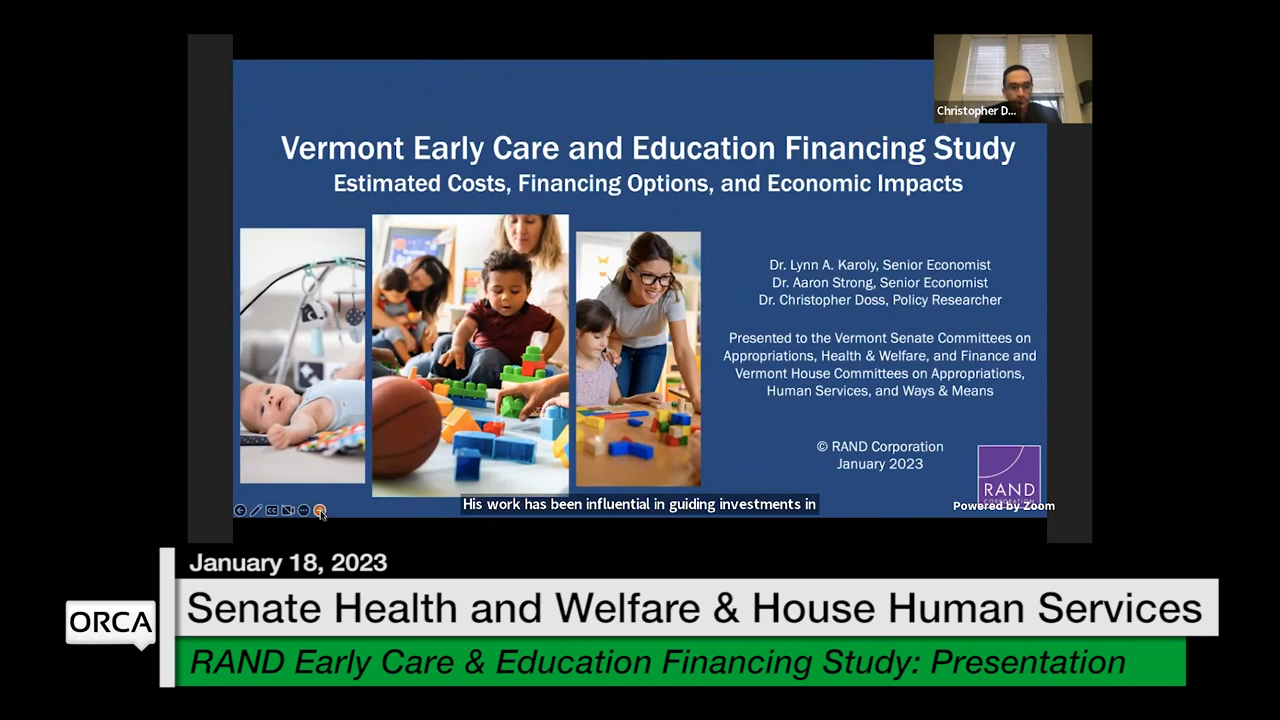 Christopher D...
Vermont Early Care and Education Financing Study
Estimated Costs, Financing Options, and Economic Impacts
Dr. Lynn A. Karoly, Senior Economist
Dr. Aaron Strong, Senior Economist
Dr. Christopher Doss, Policy Researcher
Presented to the Vermont Senate Committees on
Appropriations, Health & Welfare, and Finance and
Vermont House Committees on Appropriations,
Human Services, and Ways & Means
© RAND Corporation
January 2023
RAND
CORPORATION
His work has been influential in guiding investments in
Powered by Zoom
January 18, 2023
Senate Health and Welfare & House Human Services
ORCA
RAND Early Care & Education Financing Study: Presentation